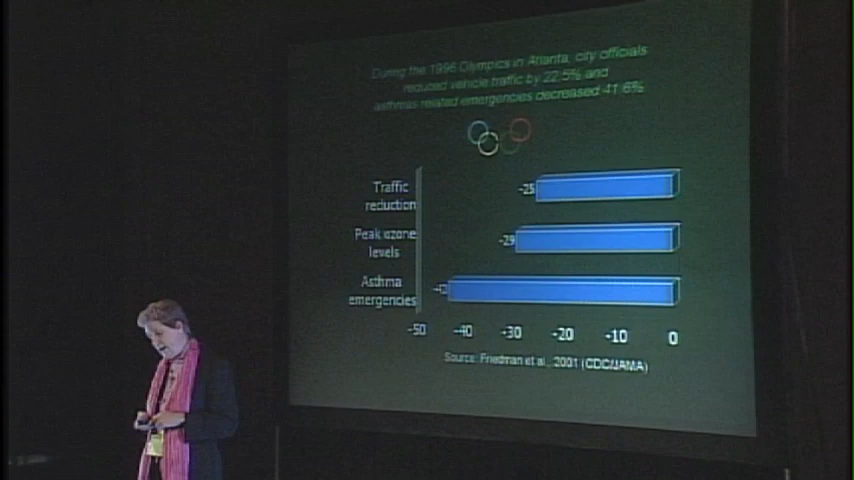 During the 1996 Olympics in Atlanta, city officials
reduced vehicle traffic by 22.5% and
asthma related emergencies decreased 41.6%
Traffic
reduction
-25
Peak ozone
levels
-29
Asthma
emergencies
-50 -40 -30 -20 -10 0
Source: Friedman et al., 2001 (CDC/JAMA)